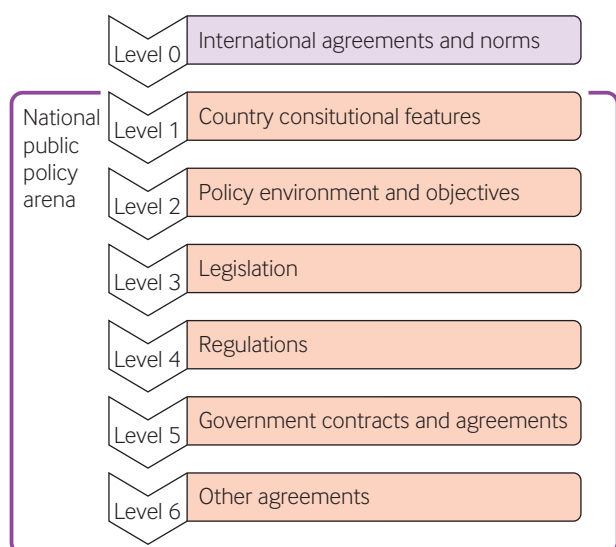 Level 0
International agreements and norms
National
public
policy
arena
Level 1
Country consitutional features
Level 2
Policy environment and objectives
Level 3
Legislation
Level 4
Regulations
Level 5
Government contracts and agreements
Level 6
Other agreements